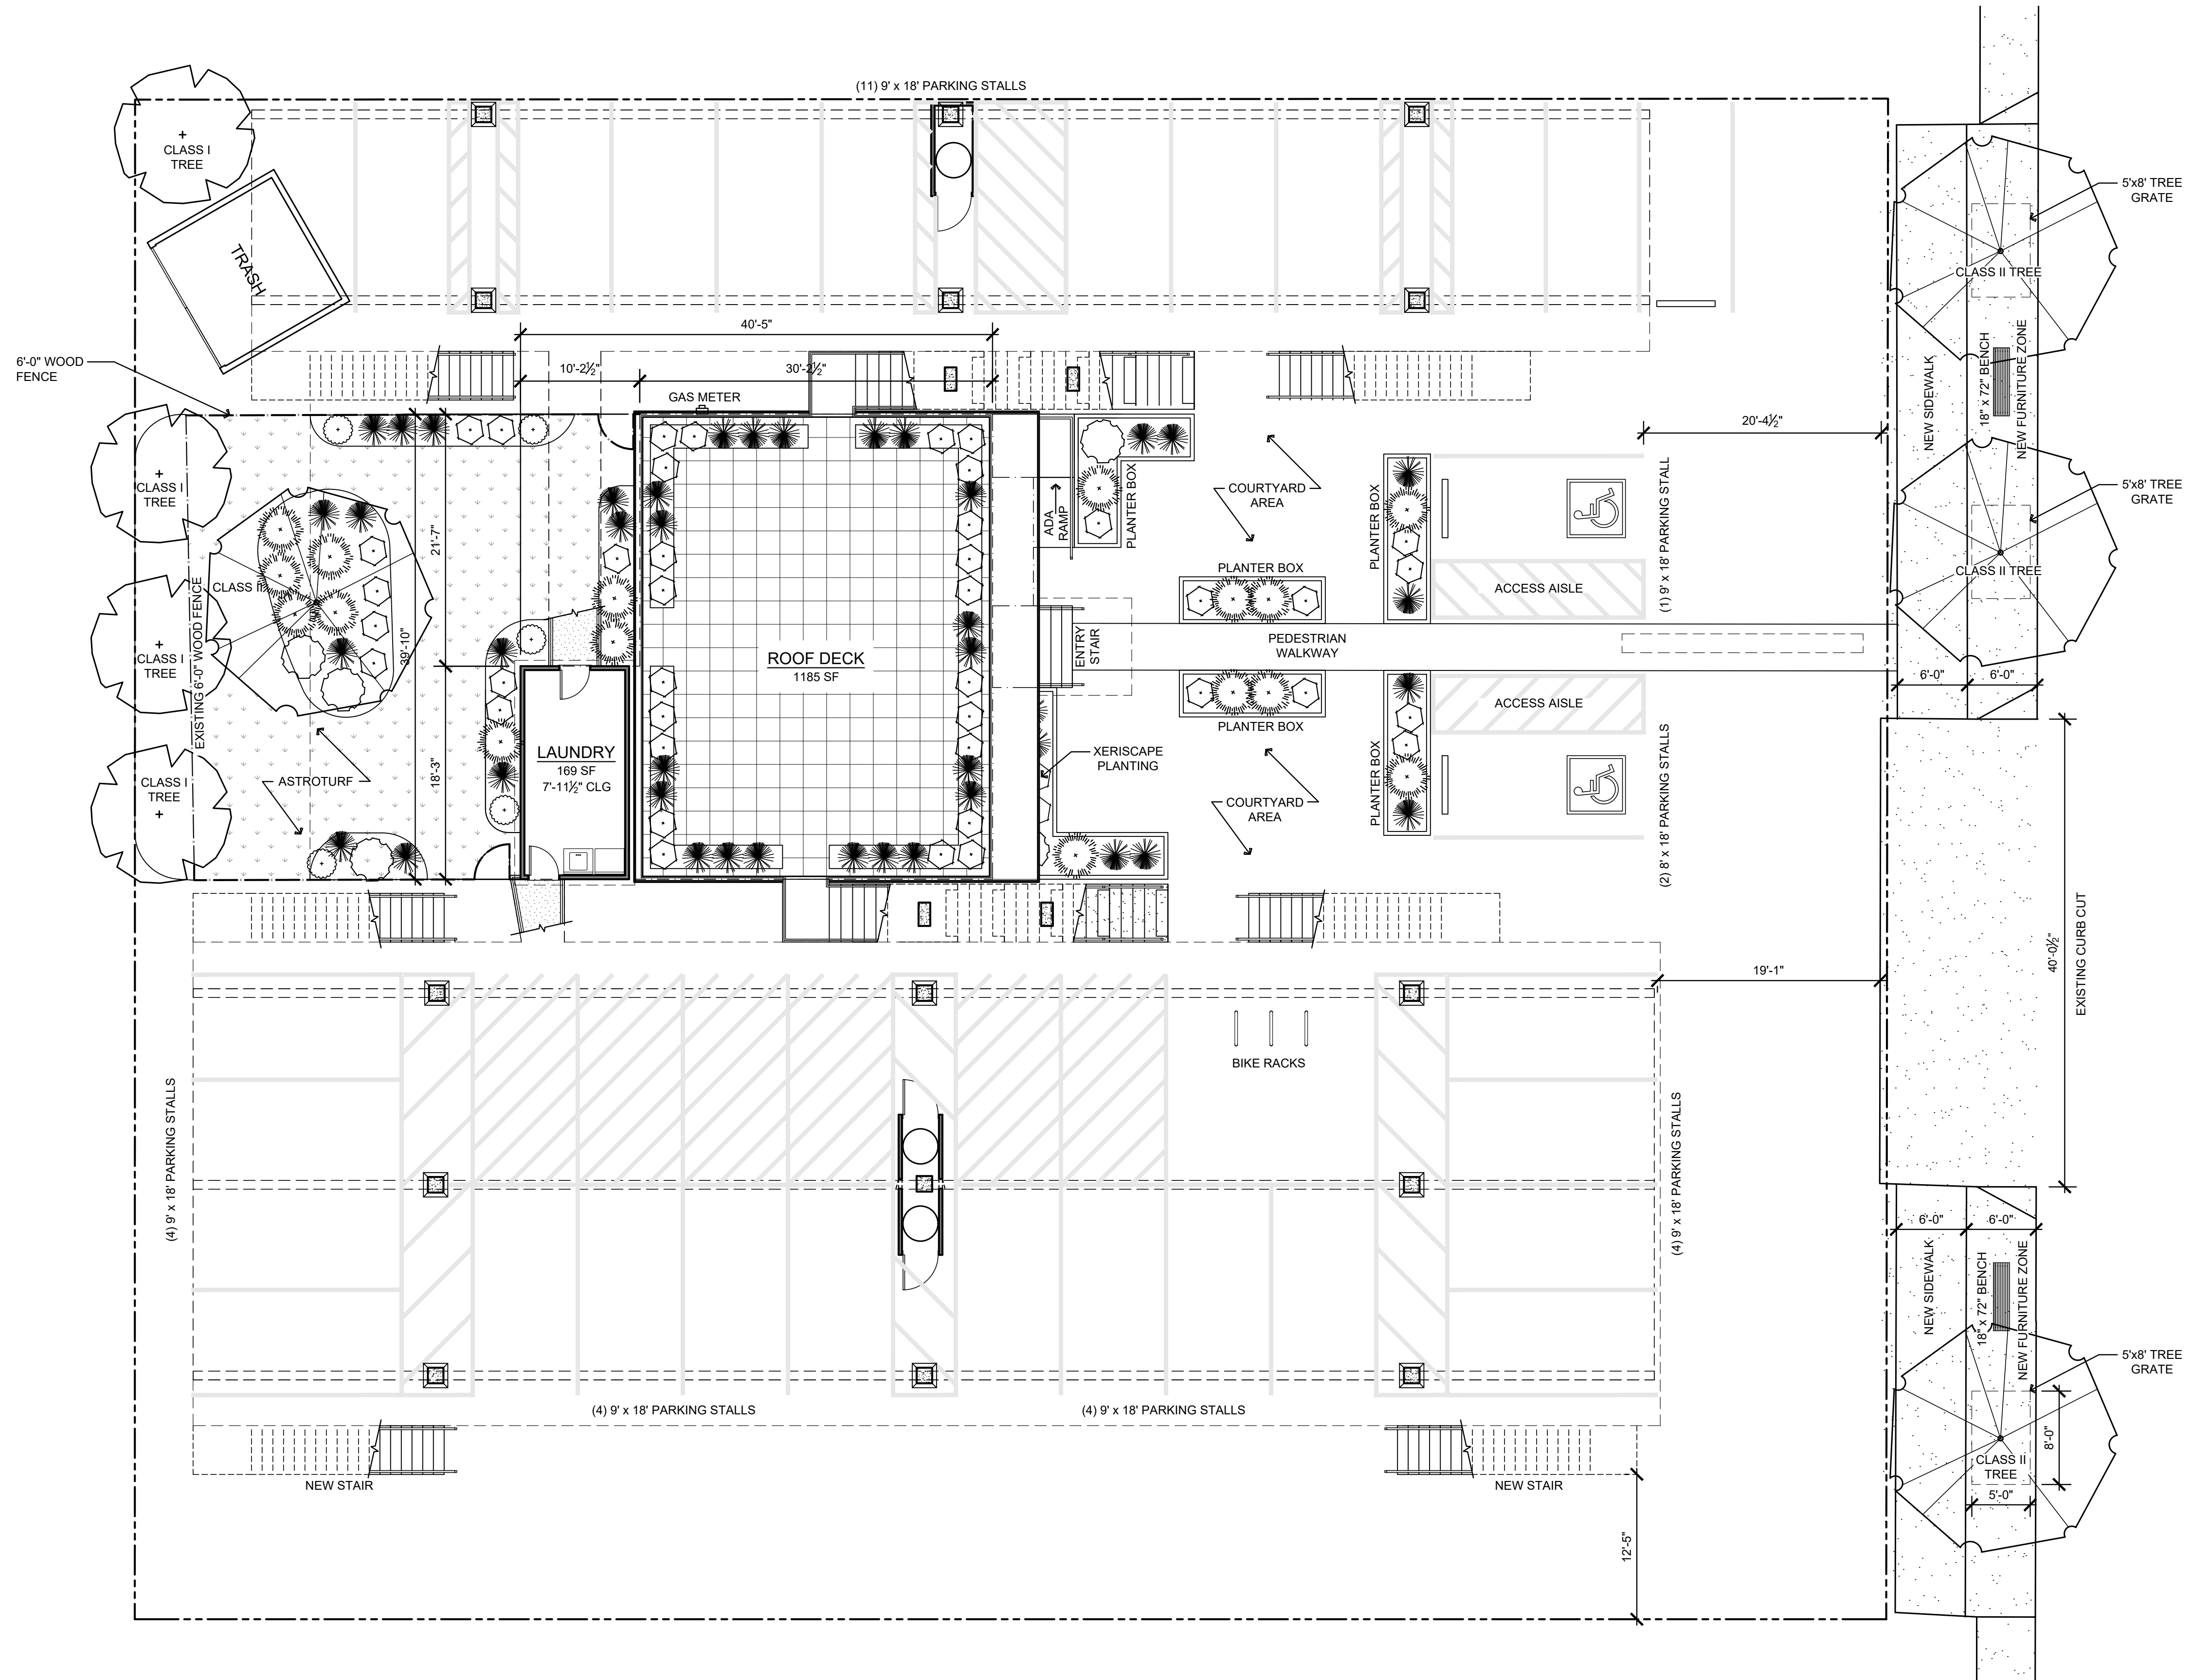 (11) 9' x 18' PARKING STALLS
CLASS I
TREE
TRASH
5'x8' TREE
GRATE
CLASS II TREE
40'-5"
10'-2½"
30'-2½"
6'-0" WOOD
FENCE
GAS METER
18" x 72" BENCH
NEW SIDEWALK
NEW FURNITURE ZONE
20'-4½"
CLASS I
TREE
COURTYARD
AREA
PLANTER BOX
ADA
RAMP
PLANTER BOX
(1) 9' x 18' PARKING STALL
5'x8' TREE
GRATE
21'-7"
CLASS II
PLANTER BOX
ACCESS AISLE
CLASS II TREE
EXISTING 6'-0" WOOD FENCE
39'-10"
CLASS I
TREE
ROOF DECK
1185 SF
ENTRY
STAIR
PEDESTRIAN
WALKWAY
6'-0"
6'-0"
ACCESS AISLE
PLANTER BOX
LAUNDRY
169 SF
7'-11½" CLG
XERISCAPE
PLANTING
PLANTER BOX
(2) 8' x 18' PARKING STALLS
18'-3"
ASTROTURF
CLASS I
TREE
COURTYARD
AREA
40'-0½"
EXISTING CURB CUT
19'-1"
BIKE RACKS
(4) 9' x 18' PARKING STALLS
(4) 9' x 18' PARKING STALLS
6'-0"
6'-0"
NEW SIDEWALK
18" x 72" BENCH
NEW FURNITURE ZONE
5'x8' TREE
GRATE
(4) 9' x 18' PARKING STALLS
(4) 9' x 18' PARKING STALLS
8'-0"
CLASS II
TREE
NEW STAIR
NEW STAIR
5'-0"
12'-5"